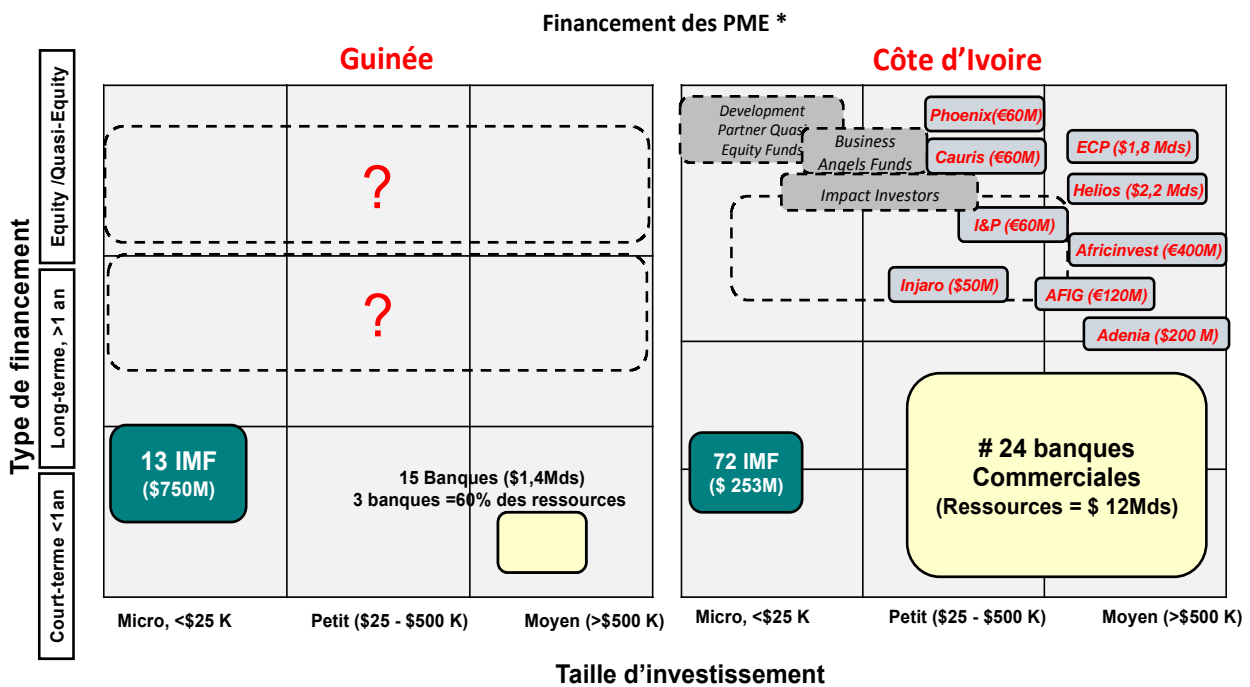 Financement des PME *
Guinée
Côte d'Ivoire
Type de financement
Equity /Quasi-Equity
Long-terme, >1 an
Court-terme <1an
?
?
13 IMF
($750M)
15 Banques ($1,4Mds)
3 banques =60% des ressources
Micro, <$25 K
Petit ($25 - $500 K)
Moyen (>$500 K)
Development
Partner Quasi
Equity Funds
Business
Angels Funds
Impact Investors
Phoenix(€60M)
Cauris (€60M)
ECP ($1,8 Mds)
Helios ($2,2 Mds)
I&P (€60M)
Africinvest (€400M)
Injaro ($50M)
AFIG (€120M)
Adenia ($200 M)
72 IMF
($ 253M)
# 24 banques
Commerciales
(Ressources = $ 12Mds)
Micro, <$25 K
Petit ($25 - $500 K)
Moyen (>$500 K)
Taille d'investissement